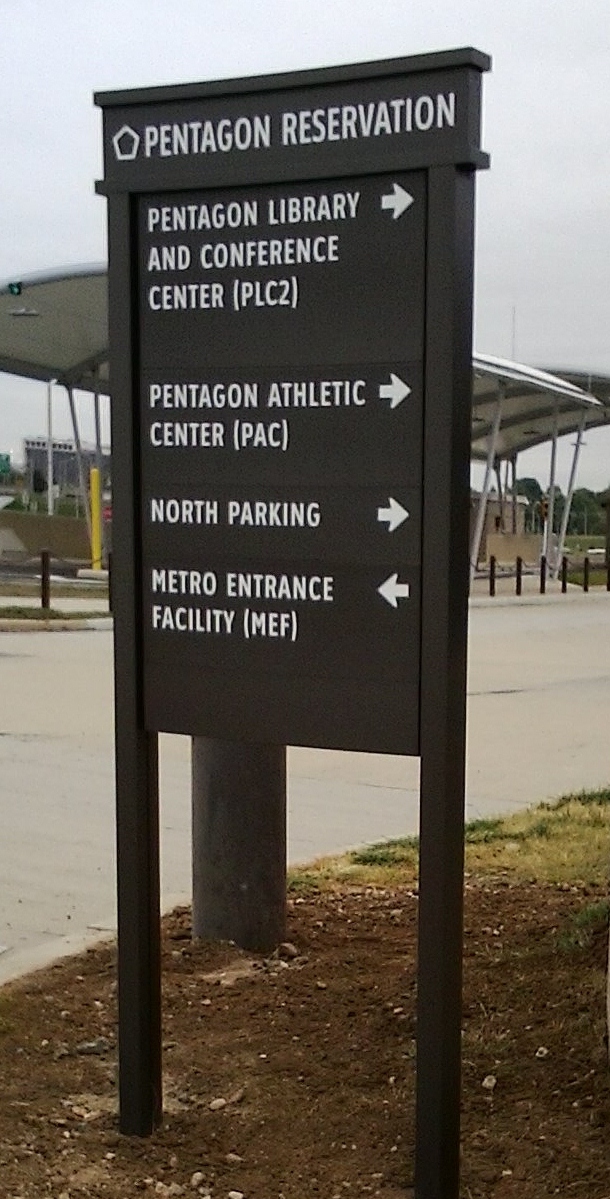 PENTAGON RESERVATION
PENTAGON LIBRARY
AND CONFERENCE
CENTER (PLC2)
PENTAGON ATHLETIC
CENTER (PAC)
NORTH PARKING
METRO ENTRANCE
FACILITY (MEF)